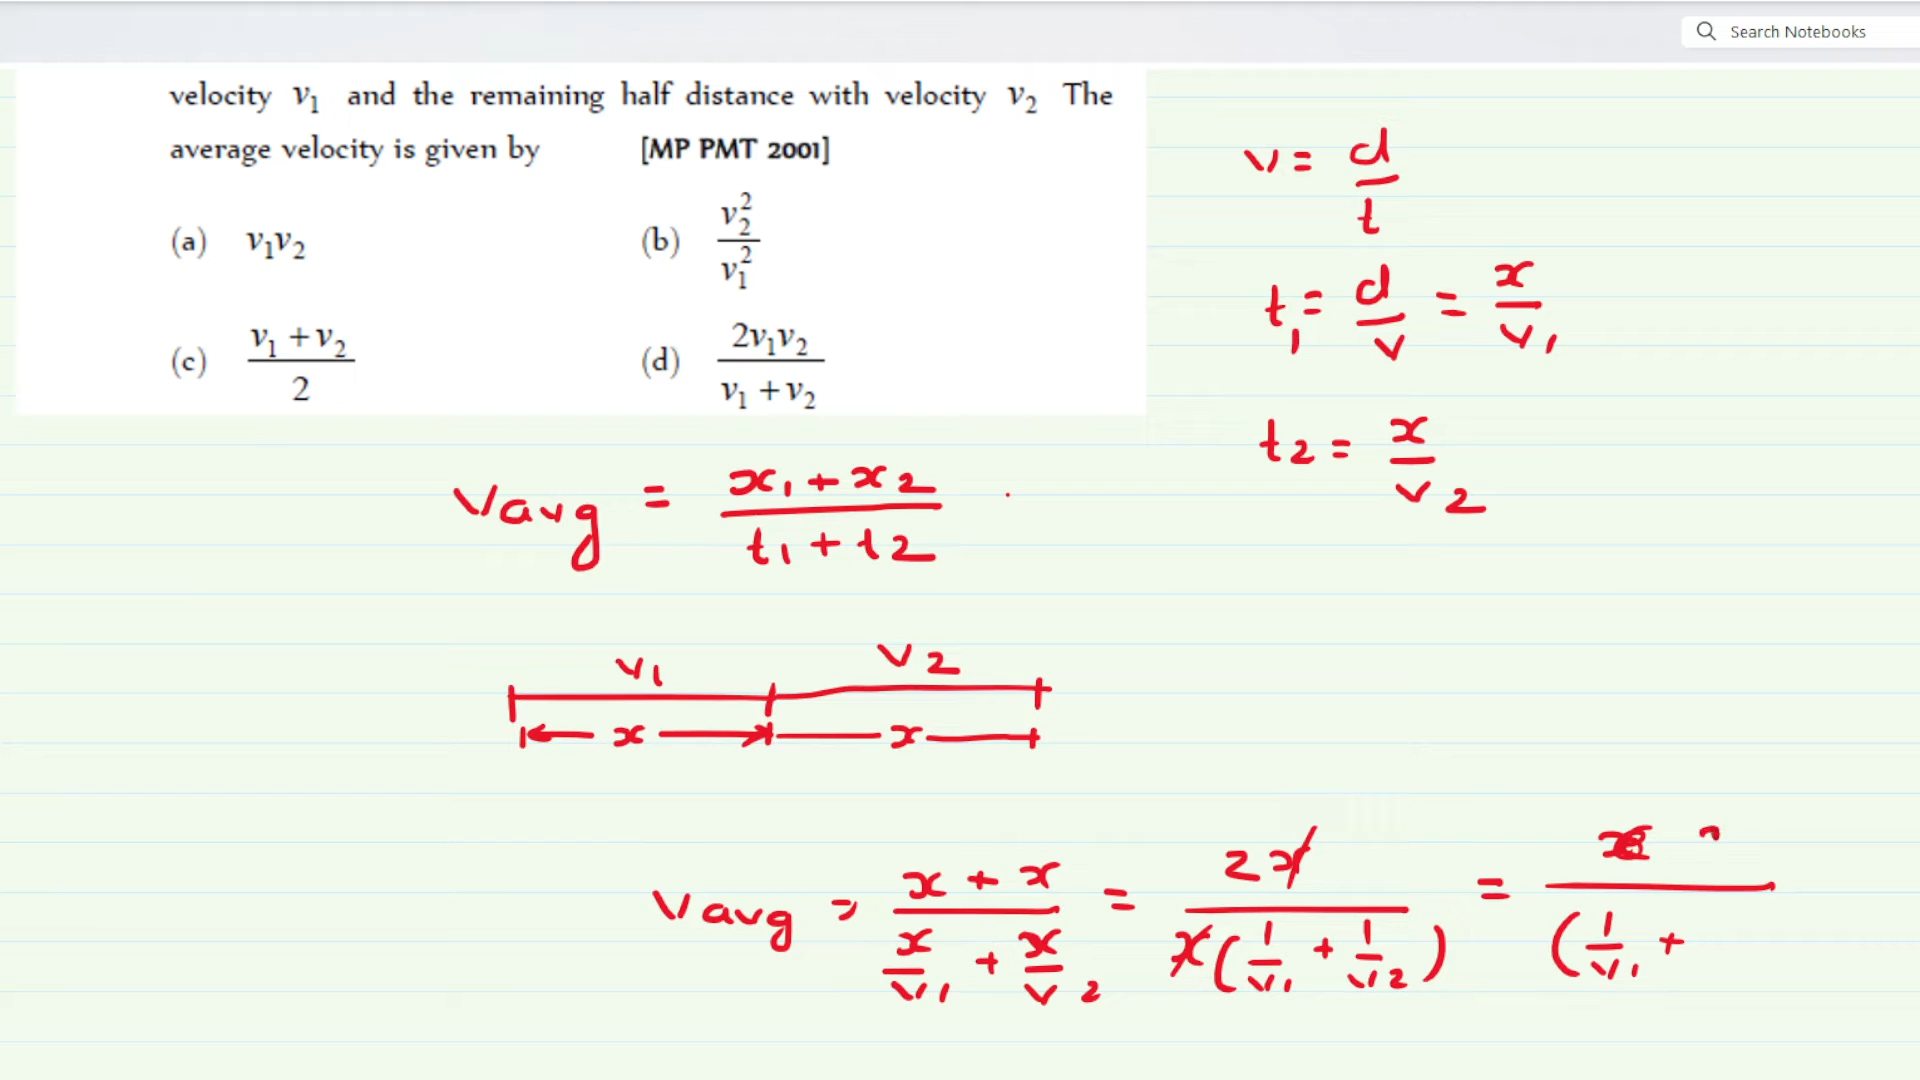 Search Notebooks
velocity v₁ and the remaining half distance with velocity v₂ The
average velocity is given by [MP PMT 2001]
(a) v₁v₂ (b) v₂²/v₁²
(c) (v₁ + v₂)/2 (d) 2v₁v₂/(v₁ + v₂)
v = d/t
t₁ = d/v = x/v₁
t2 = x/v2
Vavg = (x₁ + x2)/(t₁ + t2)
v₁ v2
x x
Vavg = (x + x)/(x/v₁ + x/v2) = 2x/x(1/v₁ + 1/v2) = /(1/v₁ +